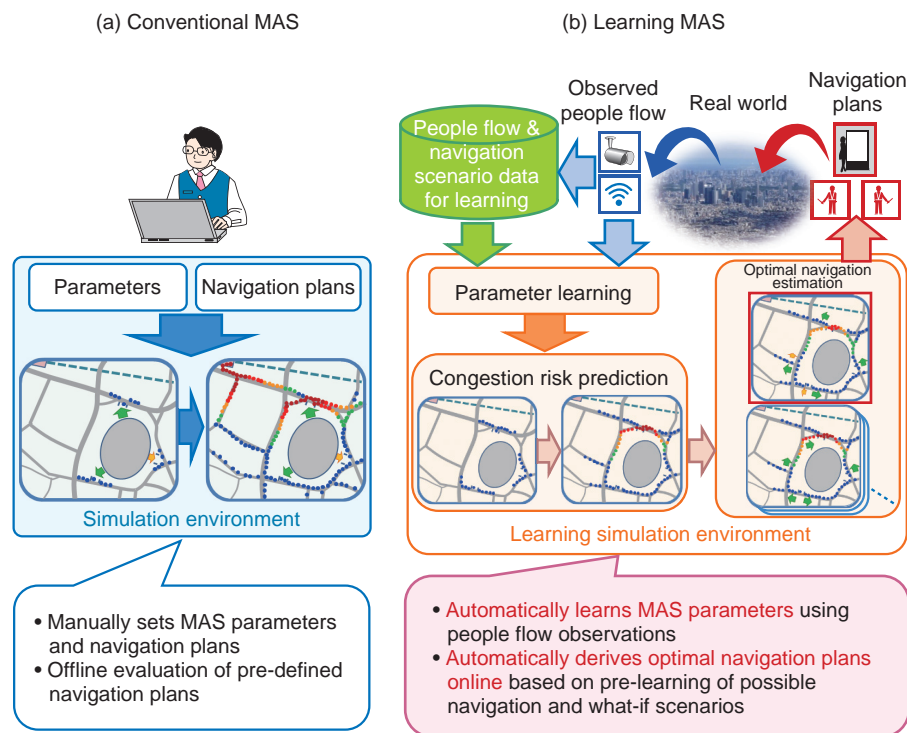 (a) Conventional MAS
Parameters
Navigation plans
Simulation environment
• Manually sets MAS parameters
and navigation plans
• Offline evaluation of pre-defined
navigation plans
(b) Learning MAS
People flow &
navigation
scenario data
for learning
Observed
people flow
Real world
Navigation
plans
Parameter learning
Congestion risk prediction
Optimal navigation
estimation
Learning simulation environment
• Automatically learns MAS parameters using
people flow observations
• Automatically derives optimal navigation plans
online based on pre-learning of possible
navigation and what-if scenarios